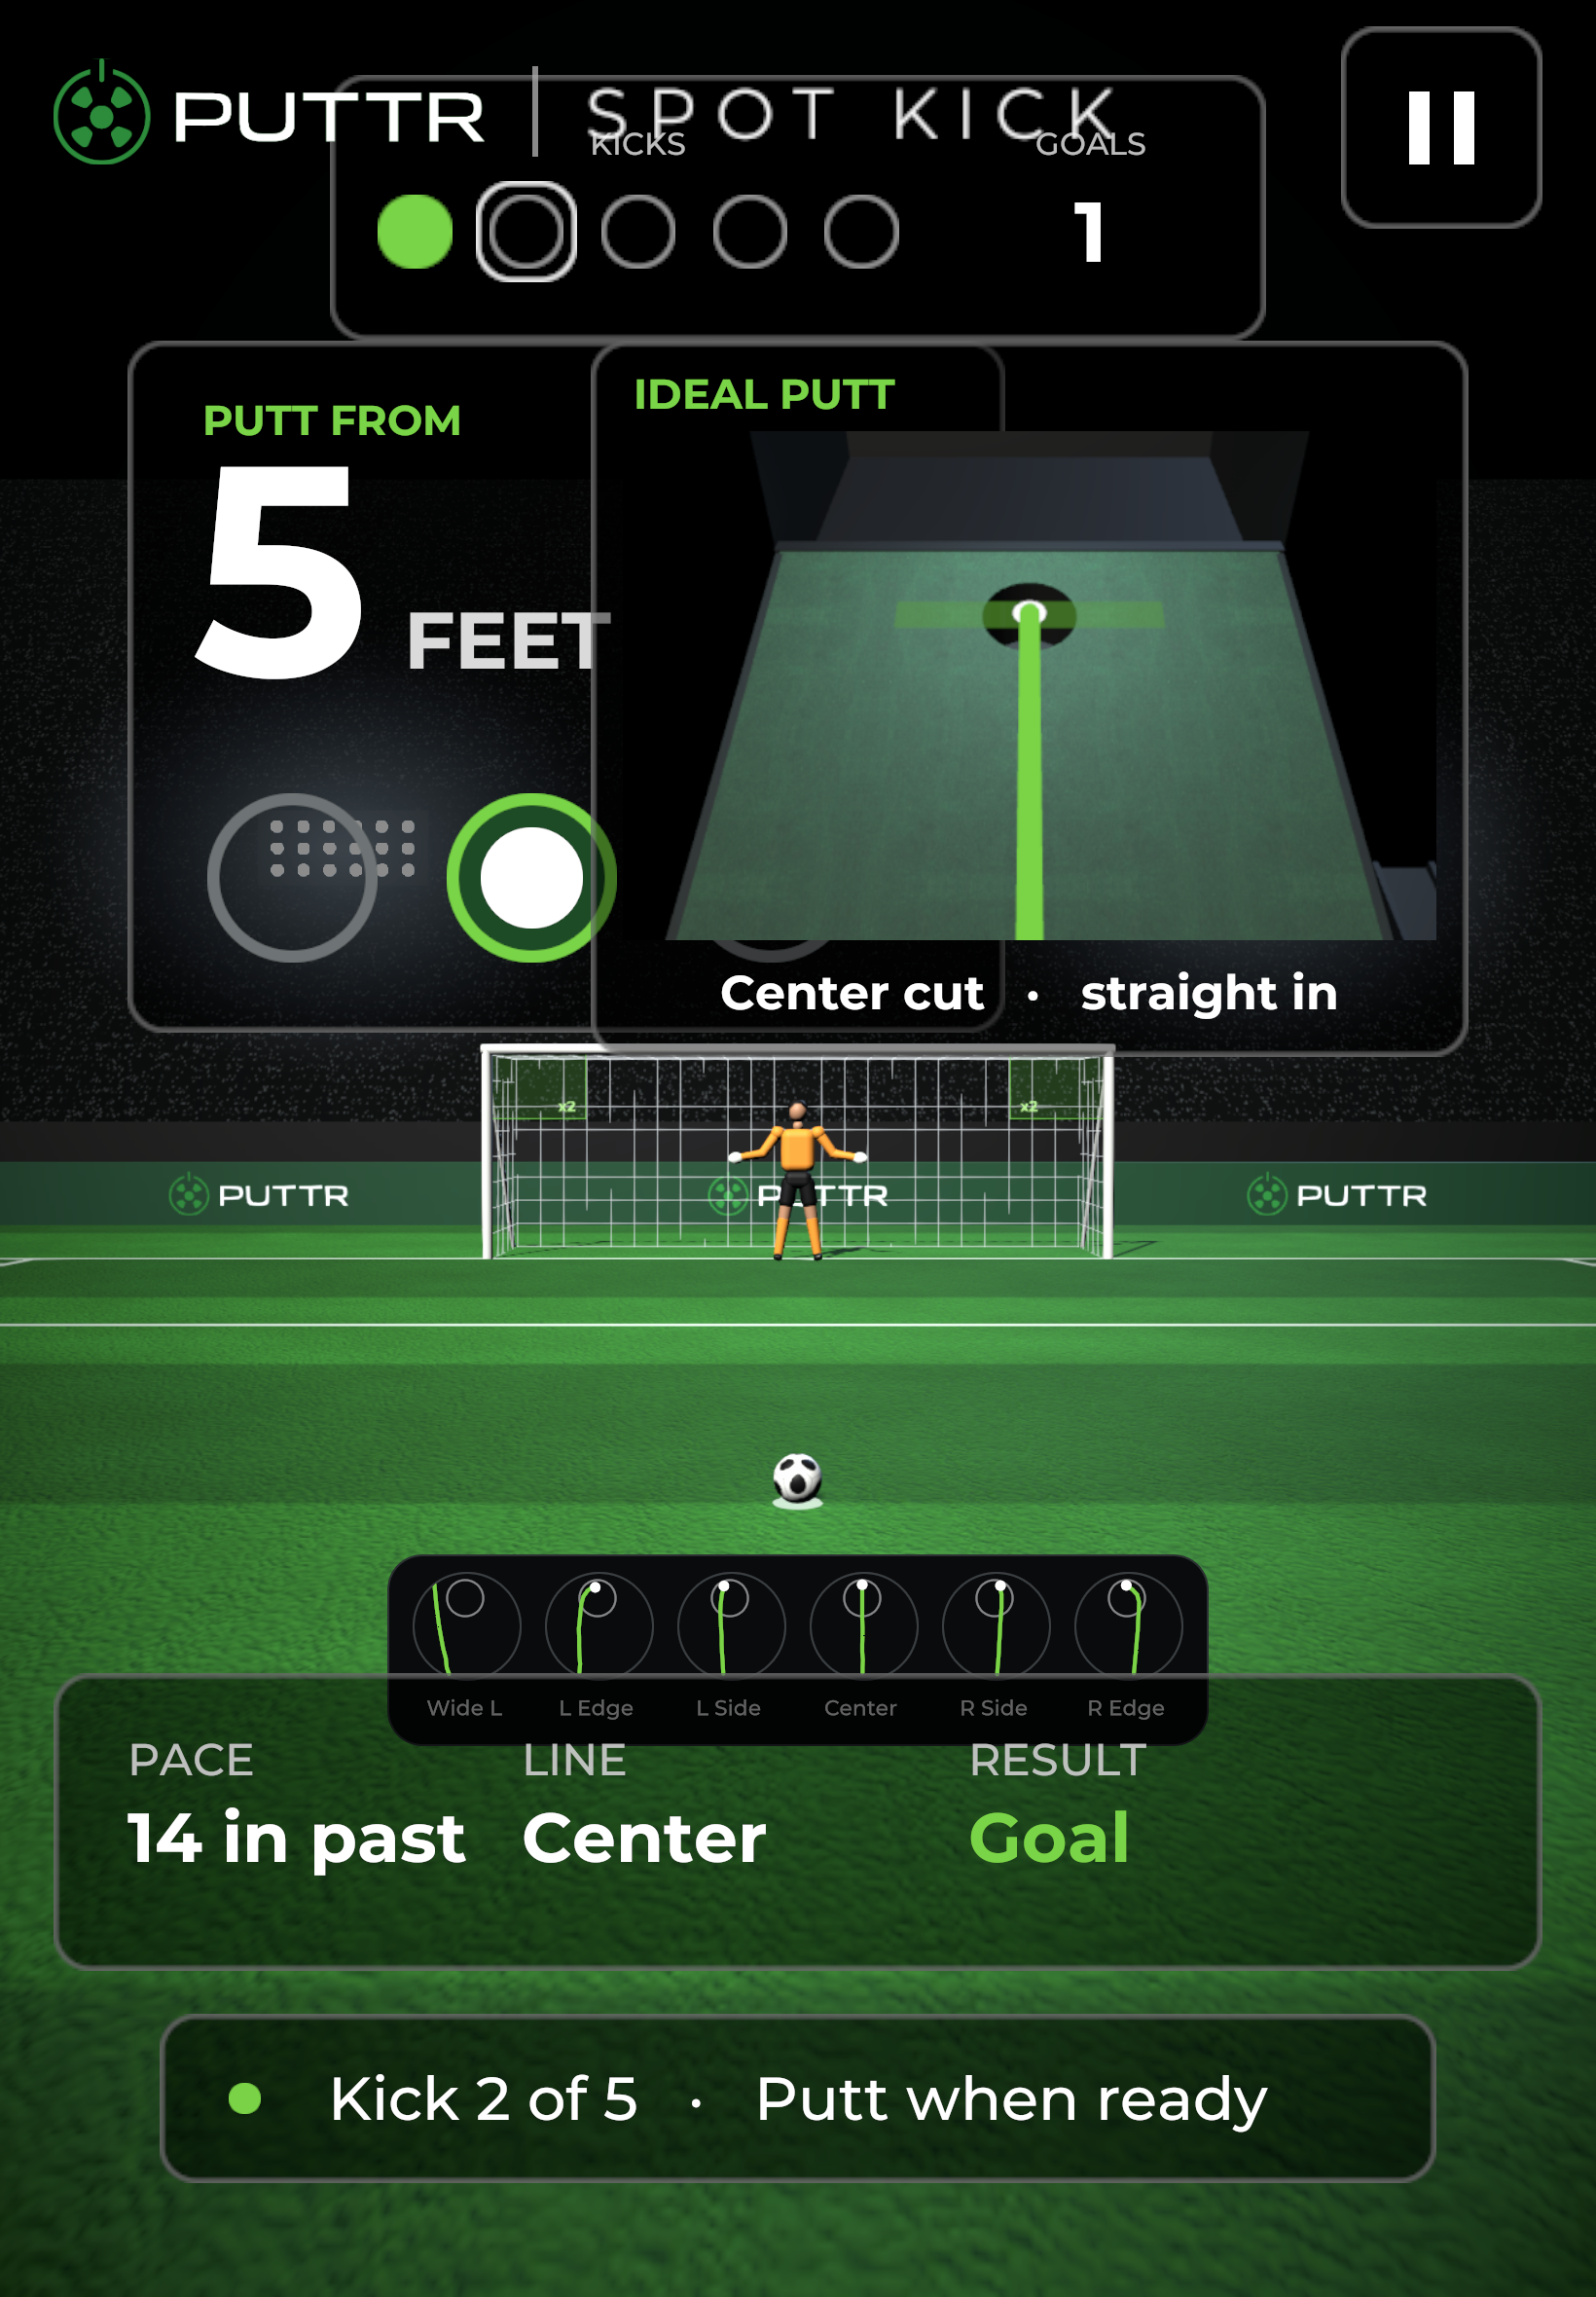 PUTTR | SPOT KICK
KICKS
GOALS
1
PUTT FROM
5 FEET
IDEAL PUTT
Center cut · straight in
x2
x2
PUTTR
PUTTR
PUTTR
Wide L
L Edge
L Side
Center
R Side
R Edge
PACE
LINE
RESULT
14 in past
Center
Goal
Kick 2 of 5 · Putt when ready